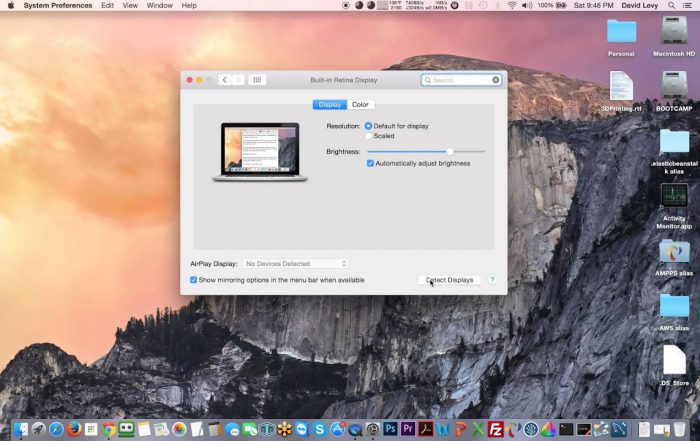 System Preferences Edit View Window Help
100%
Sat 9:46 PM David Levy
Built-in Retina Display
Search
Display Color
Resolution: Default for display
Scaled
Brightness:
Automatically adjust brightness
AirPlay Display: No Devices Detected
Show mirroring options in the menu bar when available
Detect Displays
?
Personal
Macintosh HD
3DPrinting.rtf
BOOTCAMP
.elasticbeanstalk alias
Activity
Monitor.app
AMPPS alias
AWS alias
.DS_Store
Ps
Pr
FZ